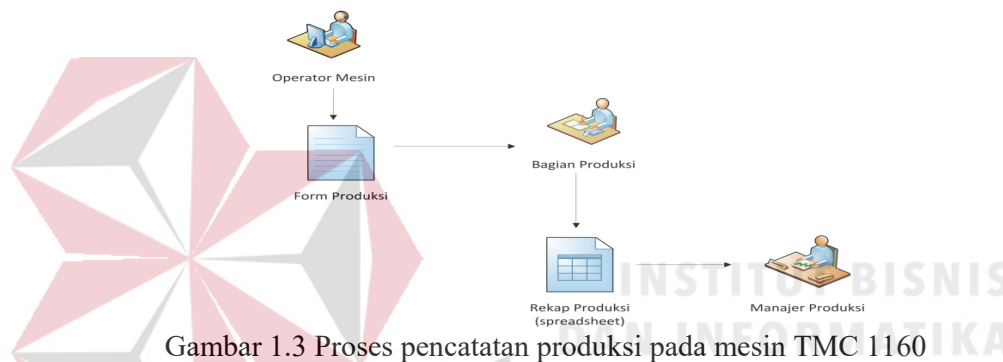 Operator Mesin
Form Produksi
Bagian Produksi
Rekap Produksi
(spreadsheet)
Manajer Produksi
INSTITUT BISNIS
DAN INFORMATIKA
Gambar 1.3 Proses pencatatan produksi pada mesin TMC 1160